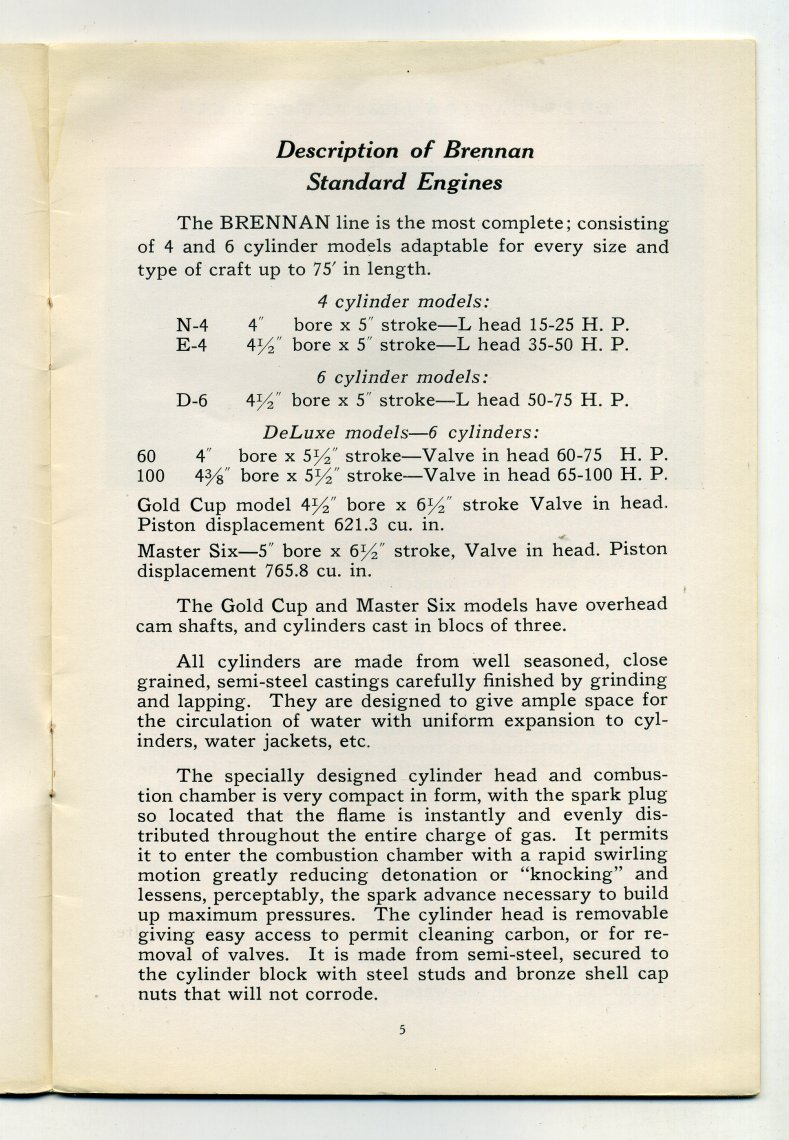 Description of Brennan
Standard Engines
The BRENNAN line is the most complete; consisting
of 4 and 6 cylinder models adaptable for every size and
type of craft up to 75′ in length.
4 cylinder models:
N-4 4″ bore x 5″ stroke—L head 15-25 H. P.
E-4 4½″ bore x 5″ stroke—L head 35-50 H. P.
6 cylinder models:
D-6 4½″ bore x 5″ stroke—L head 50-75 H. P.
DeLuxe models—6 cylinders:
60 4″ bore x 5½″ stroke—Valve in head 60-75 H. P.
100 4⅜″ bore x 5½″ stroke—Valve in head 65-100 H. P.
Gold Cup model 4½″ bore x 6½″ stroke Valve in head.
Piston displacement 621.3 cu. in.
Master Six—5″ bore x 6½″ stroke, Valve in head. Piston
displacement 765.8 cu. in.
The Gold Cup and Master Six models have overhead
cam shafts, and cylinders cast in blocs of three.
All cylinders are made from well seasoned, close
grained, semi-steel castings carefully finished by grinding
and lapping. They are designed to give ample space for
the circulation of water with uniform expansion to cyl-
inders, water jackets, etc.
The specially designed cylinder head and combus-
tion chamber is very compact in form, with the spark plug
so located that the flame is instantly and evenly dis-
tributed throughout the entire charge of gas. It permits
it to enter the combustion chamber with a rapid swirling
motion greatly reducing detonation or “knocking” and
lessens, perceptably, the spark advance necessary to build
up maximum pressures. The cylinder head is removable
giving easy access to permit cleaning carbon, or for re-
moval of valves. It is made from semi-steel, secured to
the cylinder block with steel studs and bronze shell cap
nuts that will not corrode.
5